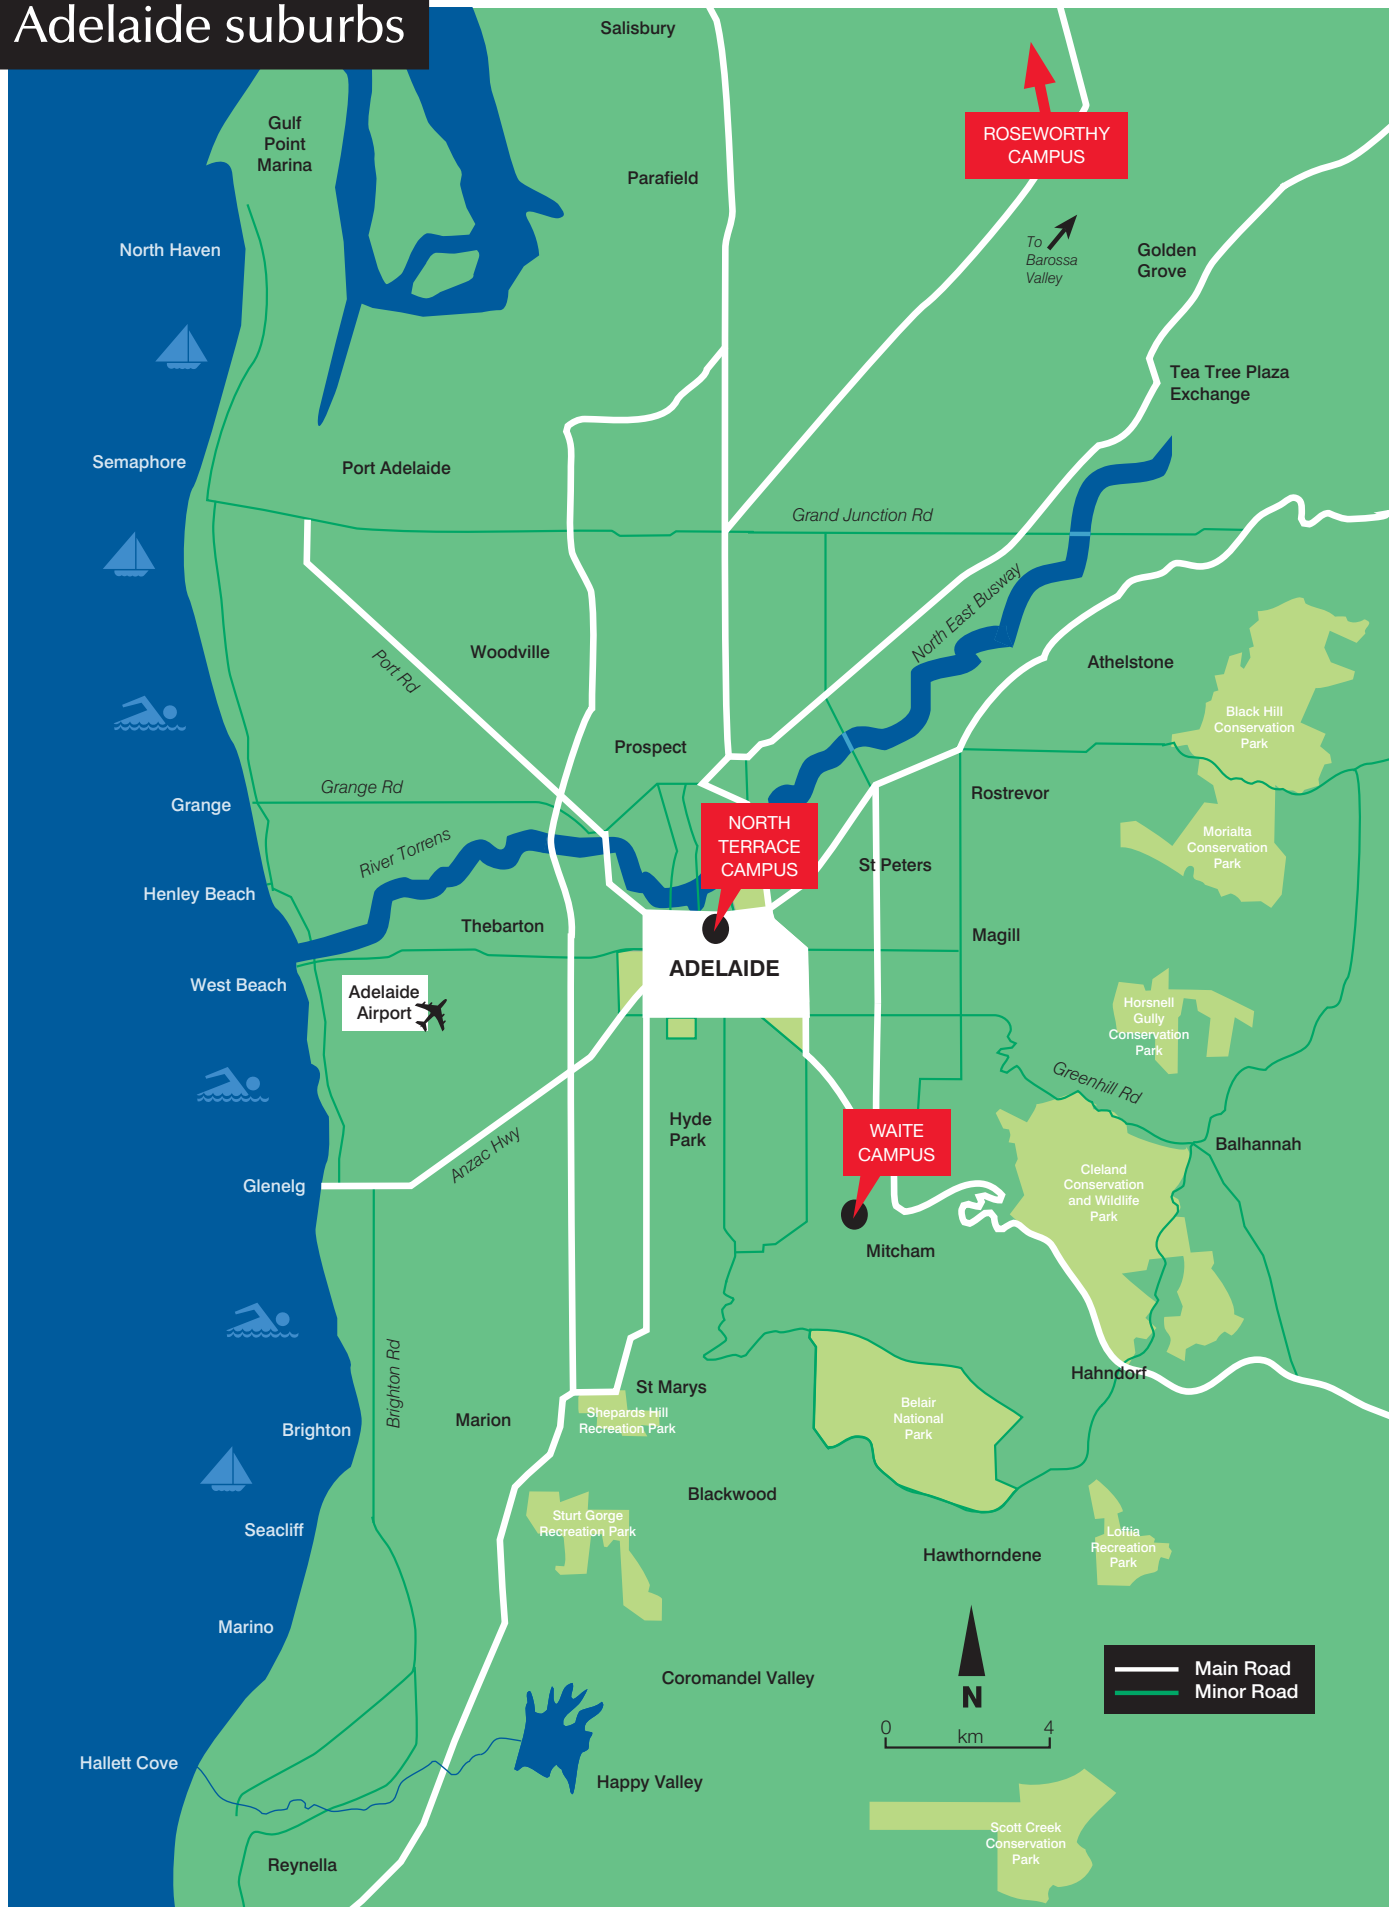 Adelaide suburbs
Salisbury
Gulf
Point
Marina
ROSEWORTHY
CAMPUS
Parafield
North Haven
To
Barossa
Valley
Golden
Grove
Tea Tree Plaza
Exchange
Semaphore
Port Adelaide
Grand Junction Rd
North East Busway
Port Rd
Woodville
Athelstone
Black Hill
Conservation
Park
Prospect
Grange Rd
Grange
Rostrevor
River Torrens
NORTH
TERRACE
CAMPUS
Morialta
Conservation
Park
St Peters
Henley Beach
Thebarton
Magill
ADELAIDE
West Beach
Adelaide
Airport
Horsnell
Gully
Conservation
Park
Greenhill Rd
Hyde
Park
Anzac Hwy
WAITE
CAMPUS
Balhannah
Cleland
Conservation
and Wildlife
Park
Glenelg
Mitcham
Brighton Rd
Hahndorf
St Marys
Marion
Shepards Hill
Recreation Park
Belair
National
Park
Brighton
Blackwood
Seacliff
Sturt Gorge
Recreation Park
Loftia
Recreation
Park
Hawthorndene
Marino
Coromandel Valley
N
Main Road
Minor Road
0
km
4
Hallett Cove
Happy Valley
Scott Creek
Conservation
Park
Reynella